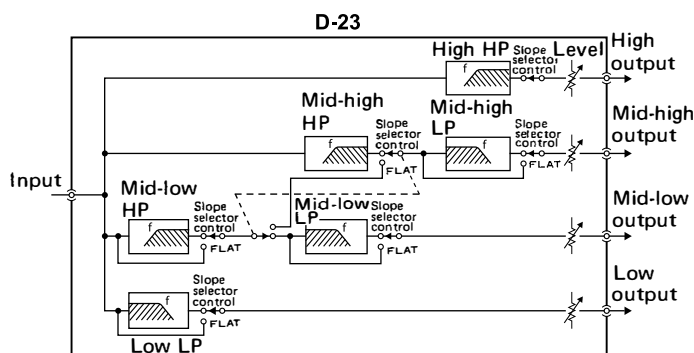 D-23
High HP
Slope
selector
control
Level
High
output
Mid-high
HP
Slope
selector
control
FLAT
Mid-high
LP
Slope
selector
control
FLAT
Mid-high
output
Input
Mid-low
HP
Slope
selector
control
FLAT
Mid-low
LP
Slope
selector
control
FLAT
Mid-low
output
Slope
selector
control
FLAT
Low LP
Low
output
f
f
f
f
f
f